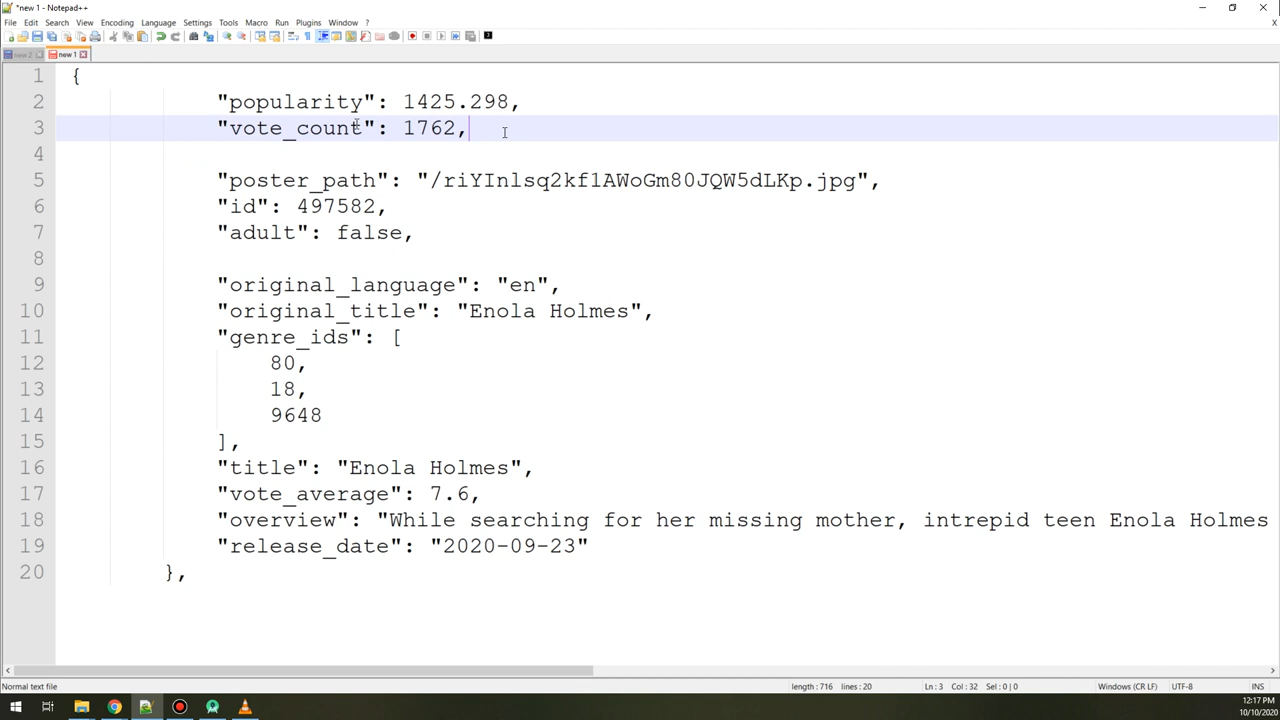 *new 1 - Notepad++
File Edit Search View Encoding Language Settings Tools Macro Run Plugins Window ?
new 2 new 1
1 {
2 "popularity": 1425.298,
3 "vote_count": 1762,
4
5 "poster_path": "/riYInlsq2kf1AWoGm80JQW5dLKp.jpg",
6 "id": 497582,
7 "adult": false,
8
9 "original_language": "en",
10 "original_title": "Enola Holmes",
11 "genre_ids": [
12 80,
13 18,
14 9648
15 ],
16 "title": "Enola Holmes",
17 "vote_average": 7.6,
18 "overview": "While searching for her missing mother, intrepid teen Enola Holmes
19 "release_date": "2020-09-23"
20 },
Normal text file length : 716 lines : 20 Ln : 3 Col : 32 Sel : 0 | 0 Windows (CR LF) UTF-8 INS
12:17 PM
10/10/2020